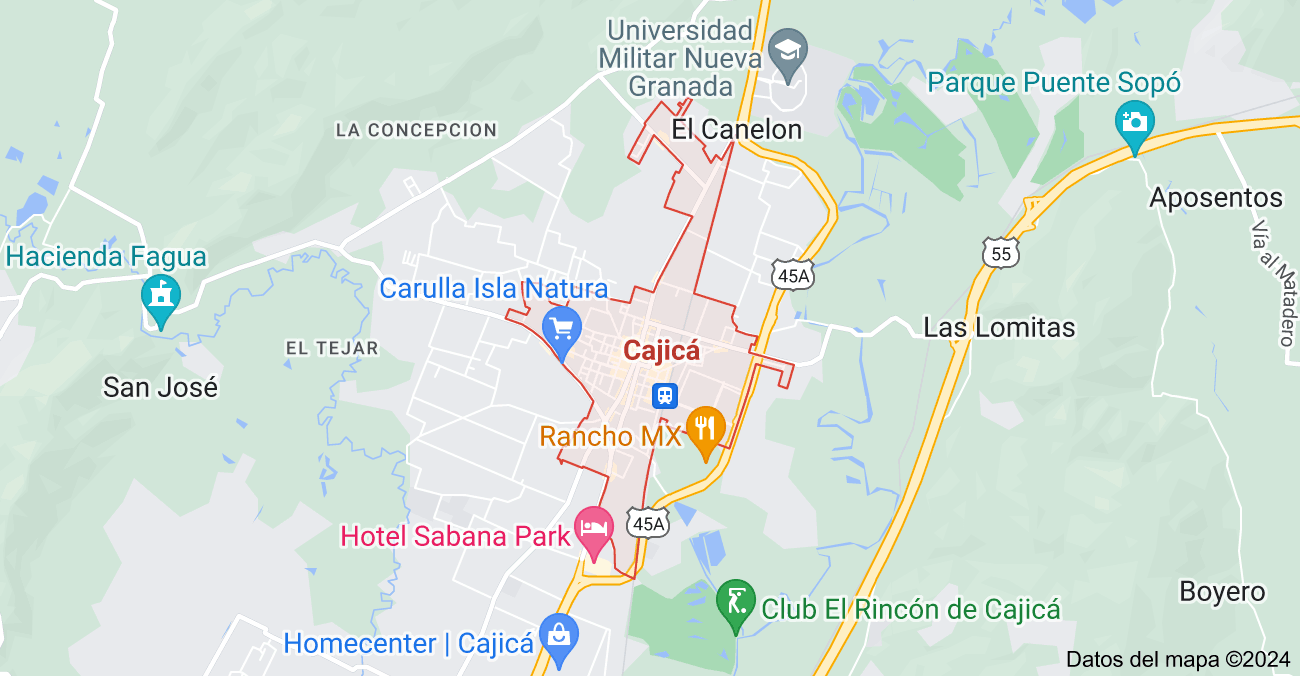 Universidad
Militar Nueva
Granada
Parque Puente Sopó
LA CONCEPCION
El Canelon
Aposentos
Hacienda Fagua
55
Vía al Matadero
45A
Carulla Isla Natura
Las Lomitas
EL TEJAR
Cajicá
San José
Rancho MX
45A
Hotel Sabana Park
Boyero
Club El Rincón de Cajicá
Homecenter | Cajicá
Datos del mapa ©2024